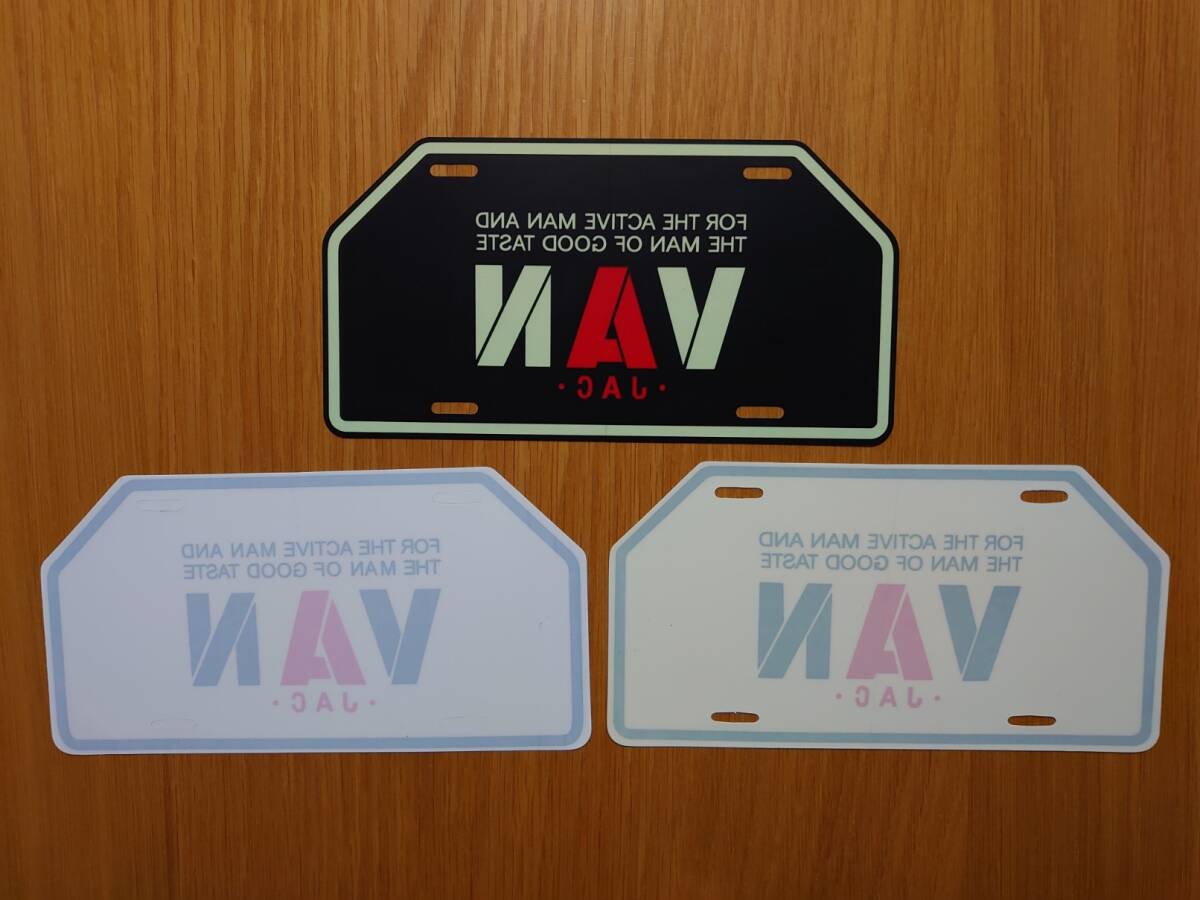 FOR THE ACTIVE MAN AND
THE MAN OF GOOD TASTE
VAN
· JAC ·
FOR THE ACTIVE MAN AND
THE MAN OF GOOD TASTE
VAN
· JAC ·
FOR THE ACTIVE MAN AND
THE MAN OF GOOD TASTE
VAN
· JAC ·